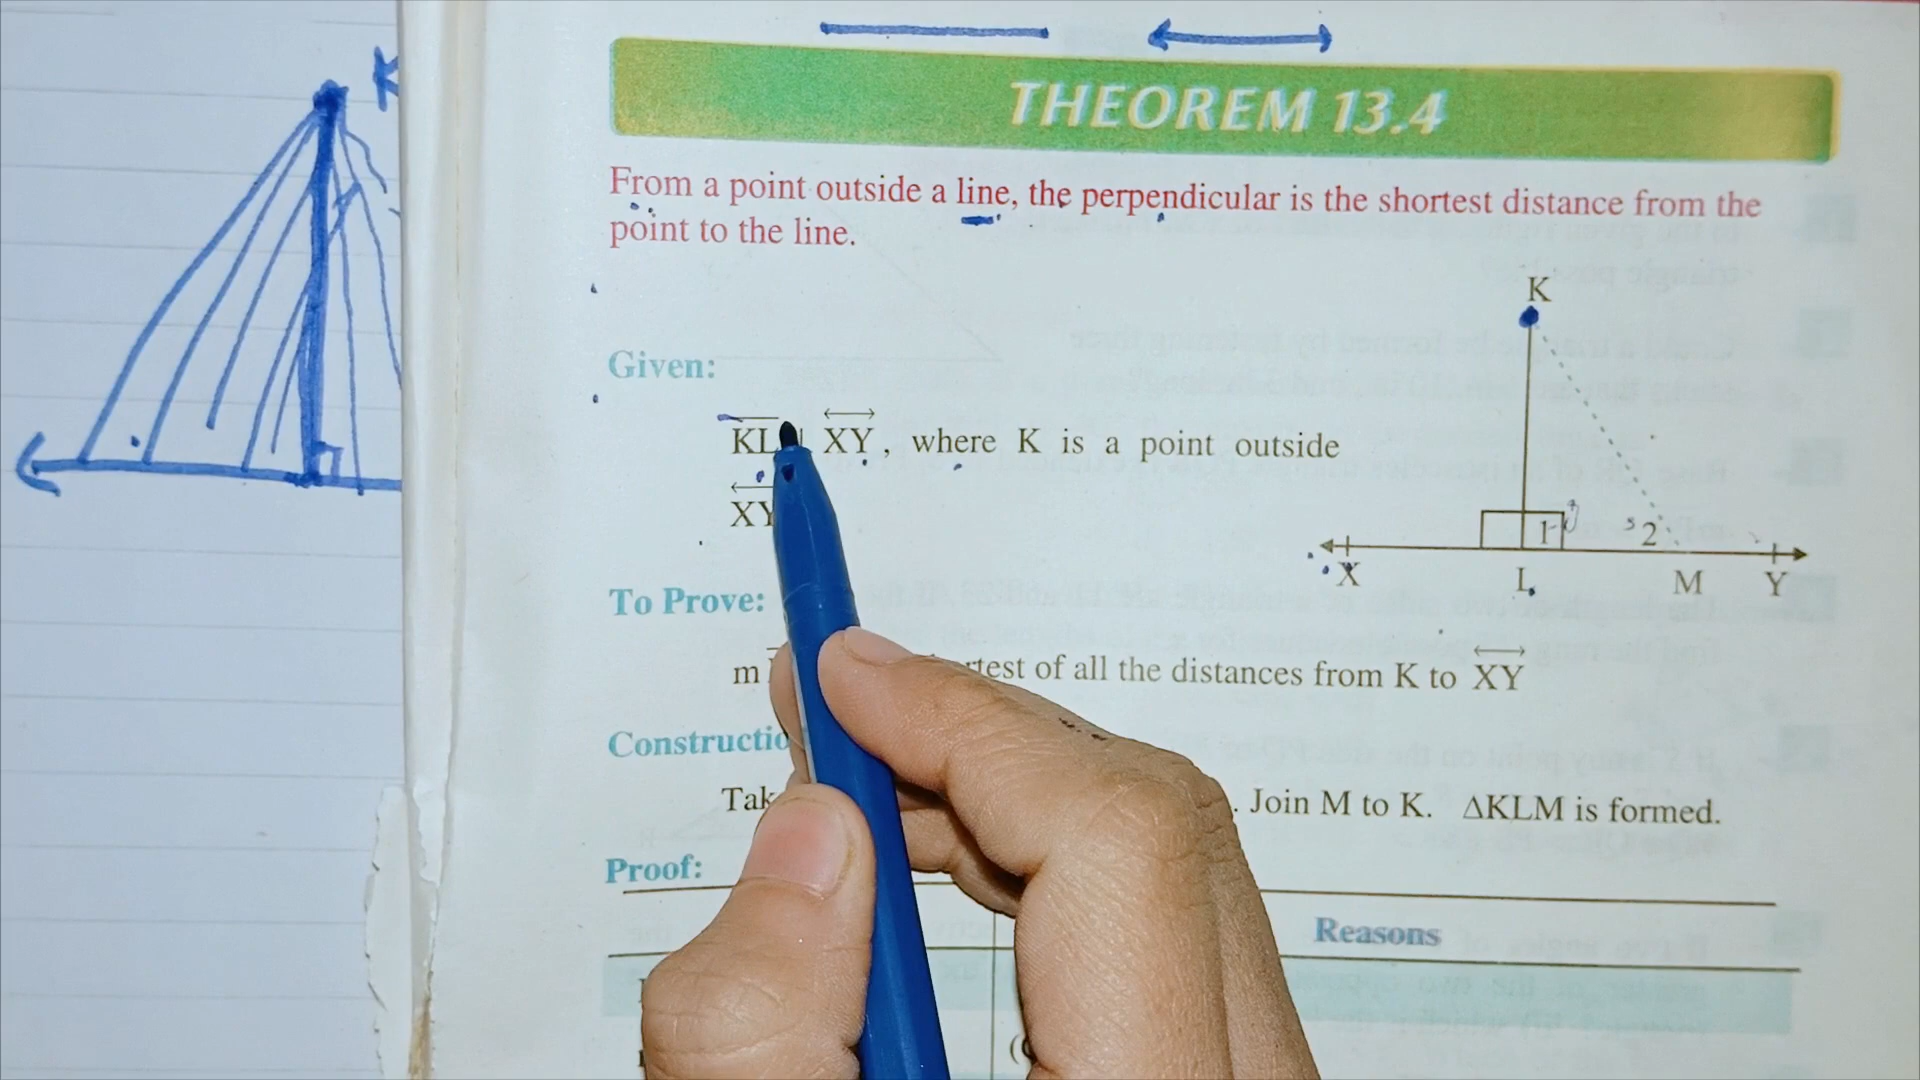 K
THEOREM 13.4
From a point outside a line, the perpendicular is the shortest distance from the
point to the line.
K
Given:
KL XY, where K is a point outside
XY
1 2
X L M Y
To Prove:
m of all the distances from K to XY
Constructio
. Join M to K. ΔKLM is formed.
Proof:
Reasons